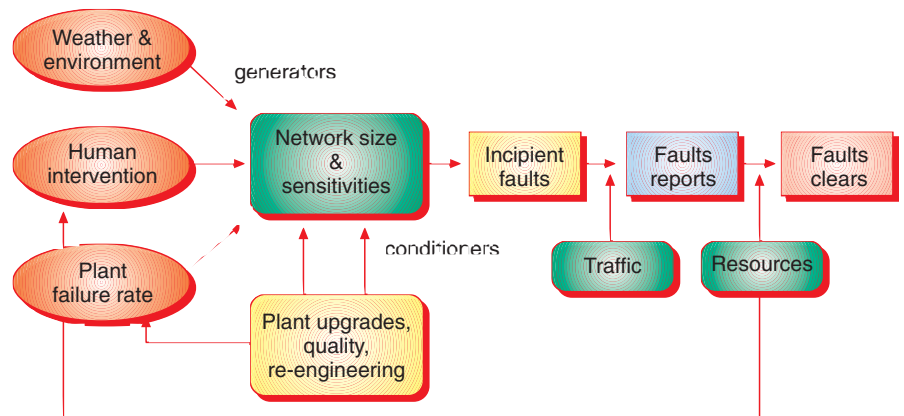 Weather &
environment
generators
Human
intervention
Network size
&
sensitivities
Incipient
faults
Faults
reports
Faults
clears
conditioners
Plant
failure rate
Traffic
Resources
Plant upgrades,
quality,
re-engineering